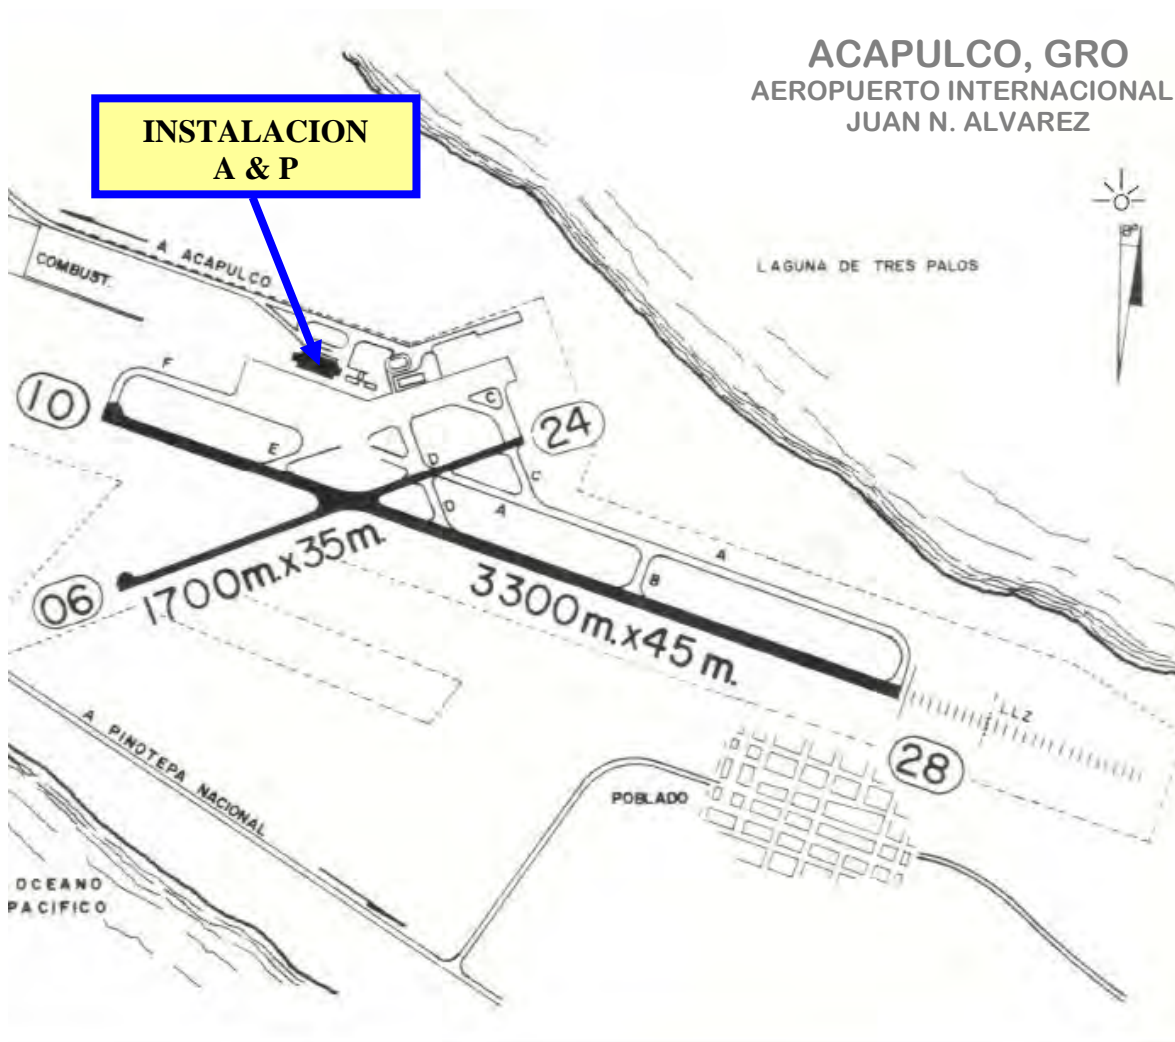 ACAPULCO, GRO
AEROPUERTO INTERNACIONAL
JUAN N. ALVAREZ
INSTALACION
A & P
8º
A ACAPULCO
COMBUST.
LAGUNA DE TRES PALOS
F
10
C
24
E
D
C
D
A
A
B
06
1700m.x35m.
3300m.x45m.
LLZ
28
A PINOTEPA NACIONAL
POBLADO
OCEANO
PACIFICO